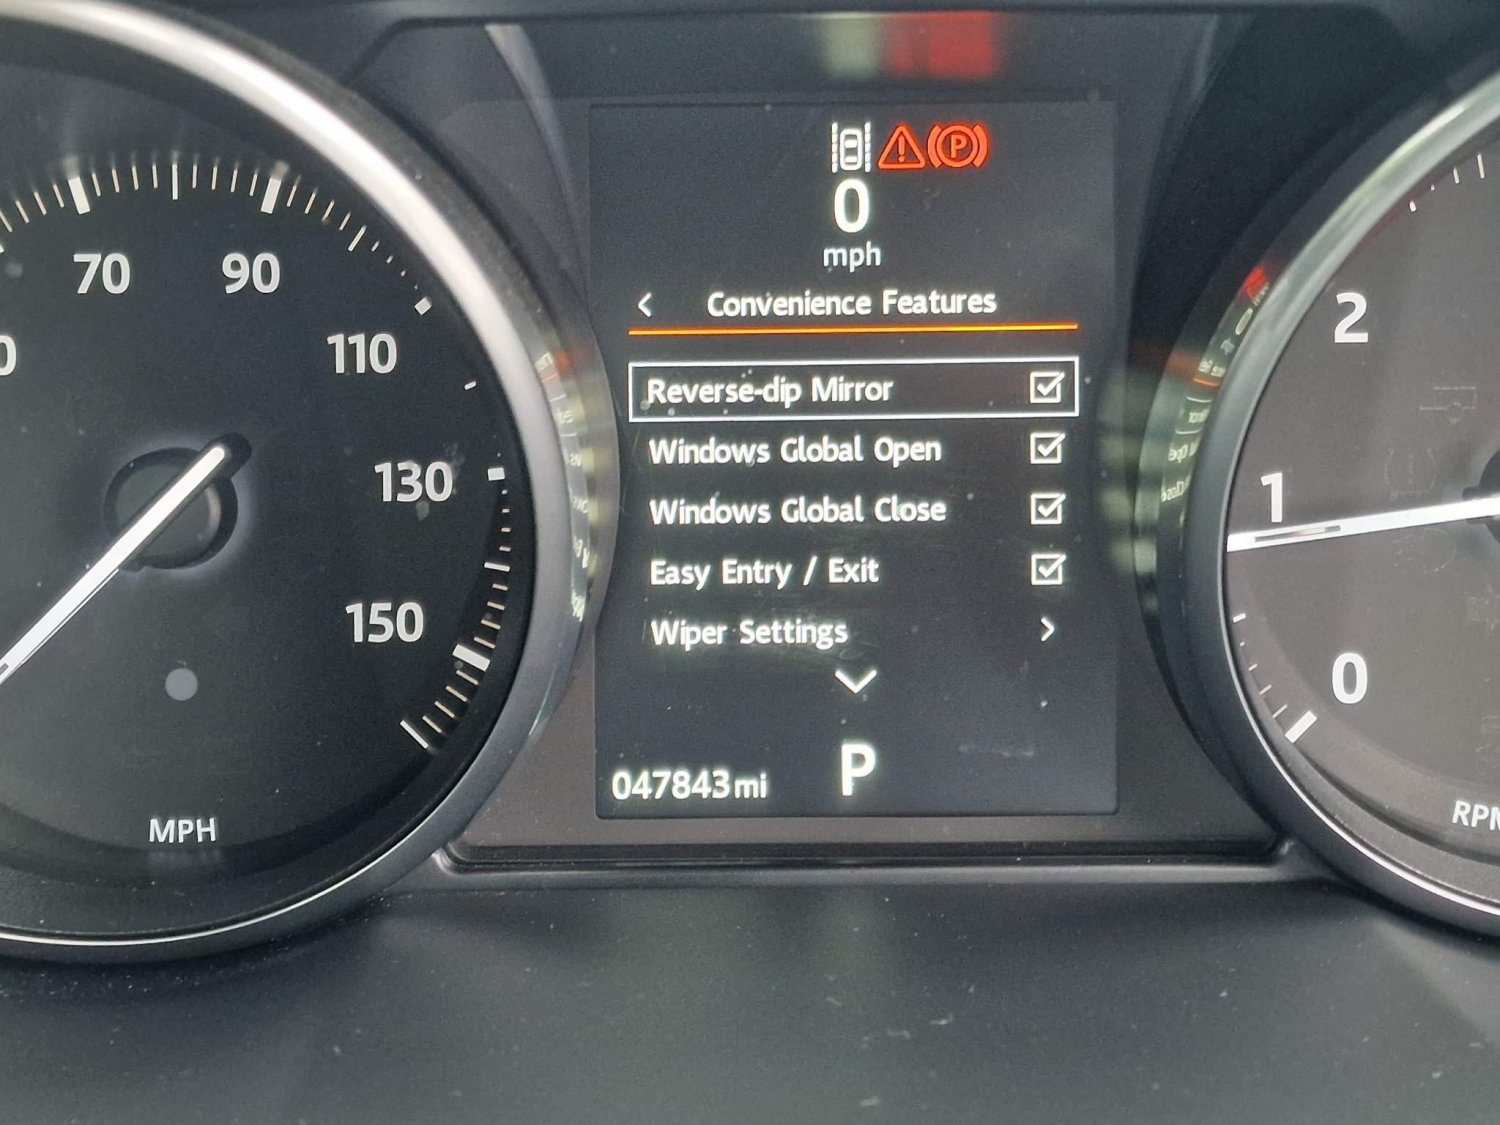 70
90
110
130
150
MPH
0
mph
Convenience Features
Reverse-dip Mirror
Windows Global Open
Windows Global Close
Easy Entry / Exit
Wiper Settings
047843mi
P
2
1
0